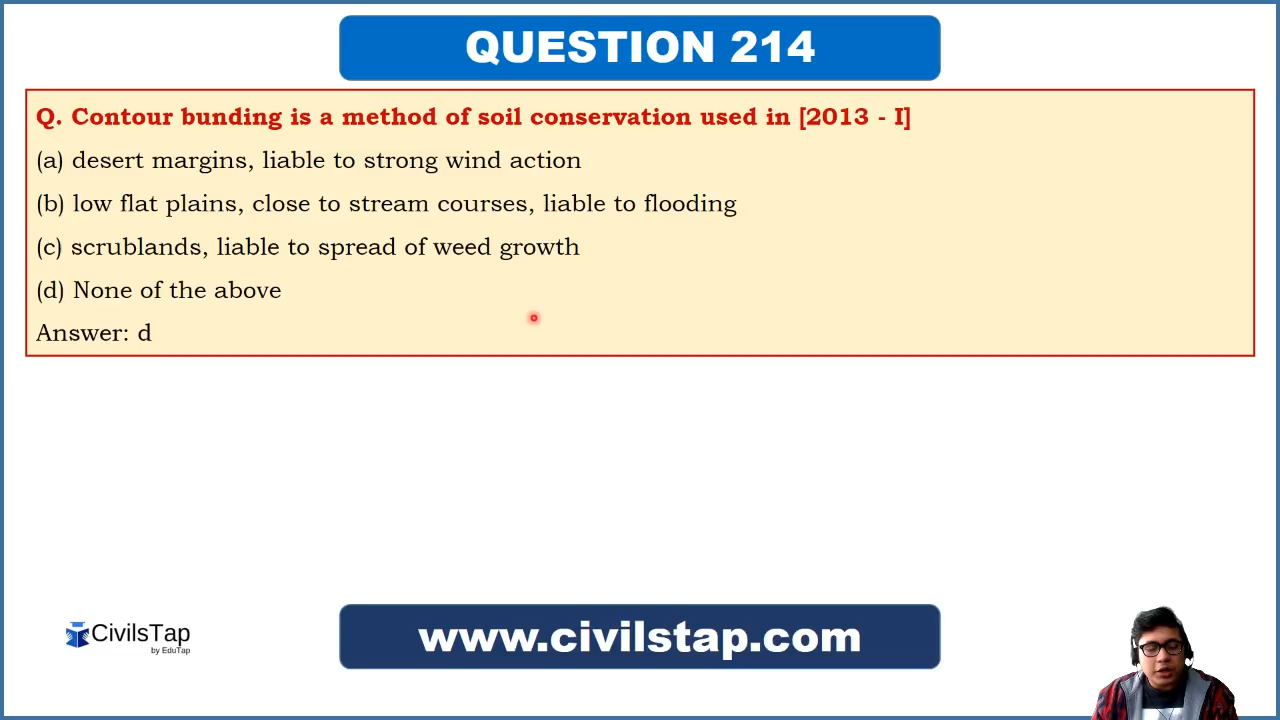 QUESTION 214
Q. Contour bunding is a method of soil conservation used in [2013 - I]
(a) desert margins, liable to strong wind action
(b) low flat plains, close to stream courses, liable to flooding
(c) scrublands, liable to spread of weed growth
(d) None of the above
Answer: d
CivilsTap
by EduTap
www.civilstap.com